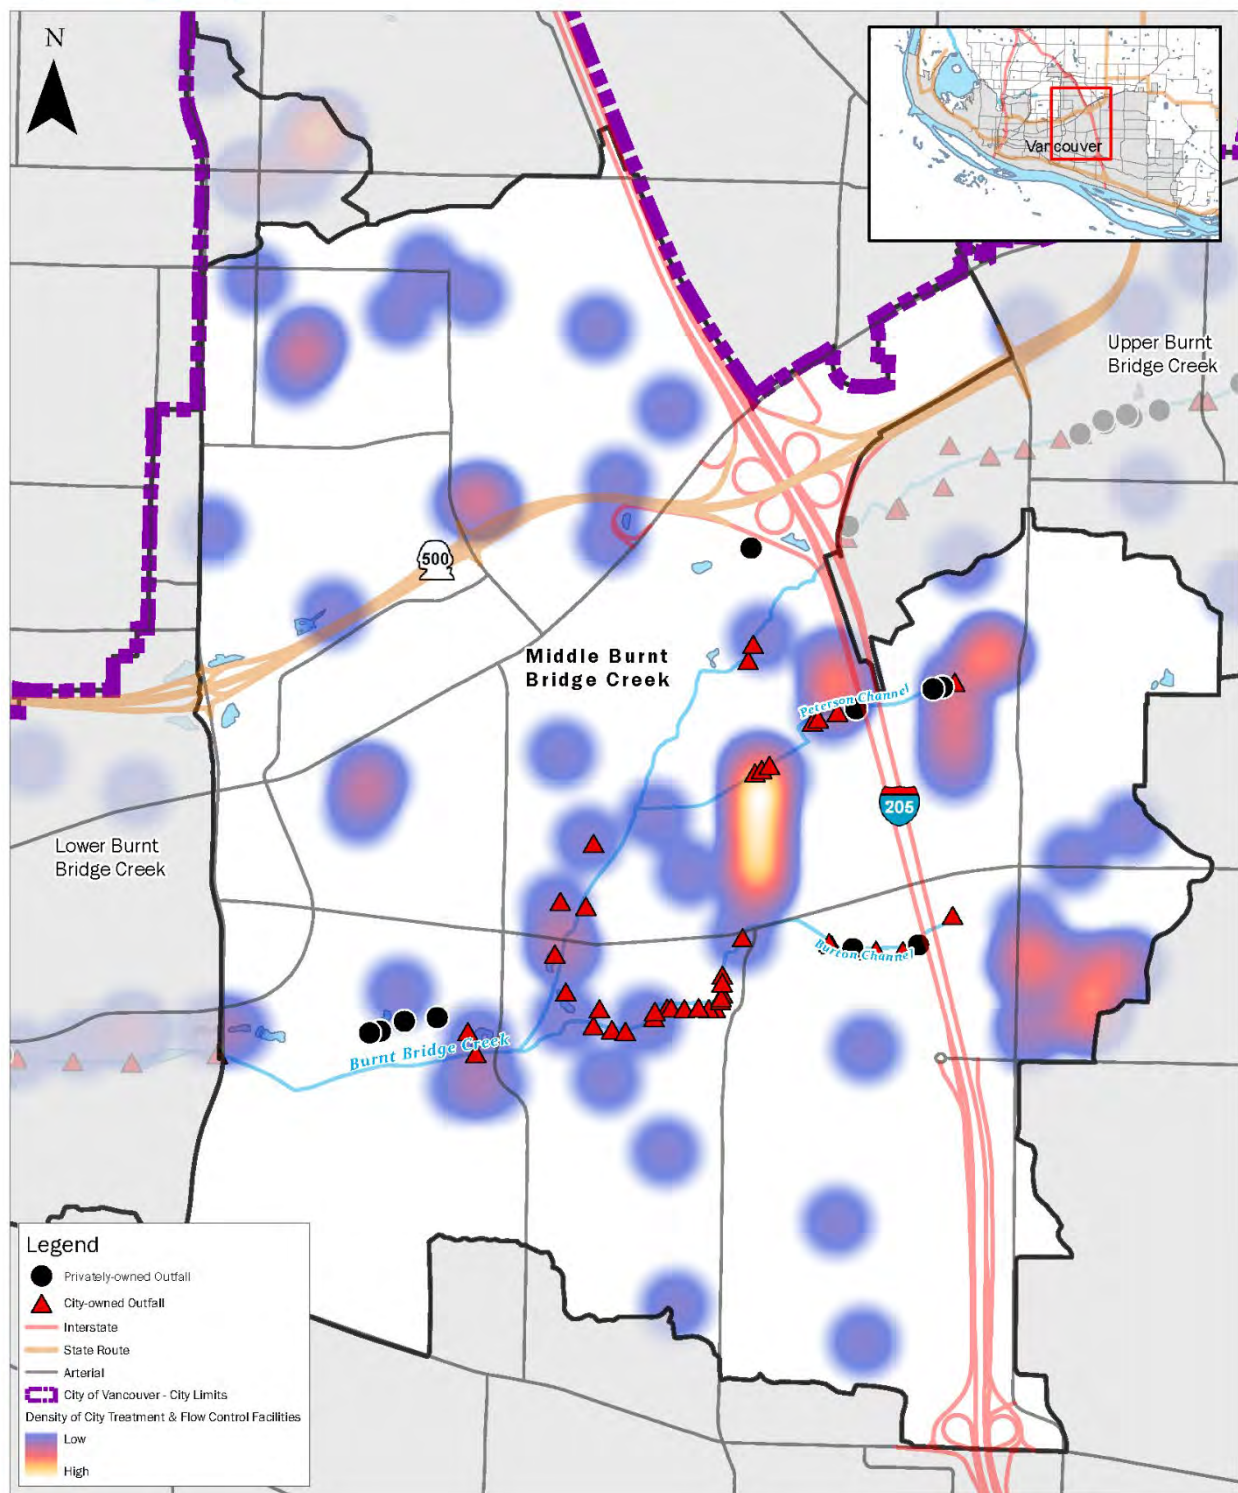 N
Vancouver
Upper Burnt
Bridge Creek
500
Middle Burnt
Bridge Creek
Peterson Channel
205
Lower Burnt
Bridge Creek
Burton Channel
Burnt Bridge Creek
Legend
Privately-owned Outfall
City-owned Outfall
Interstate
State Route
Arterial
City of Vancouver - City Limits
Density of City Treatment & Flow Control Facilities
Low
High